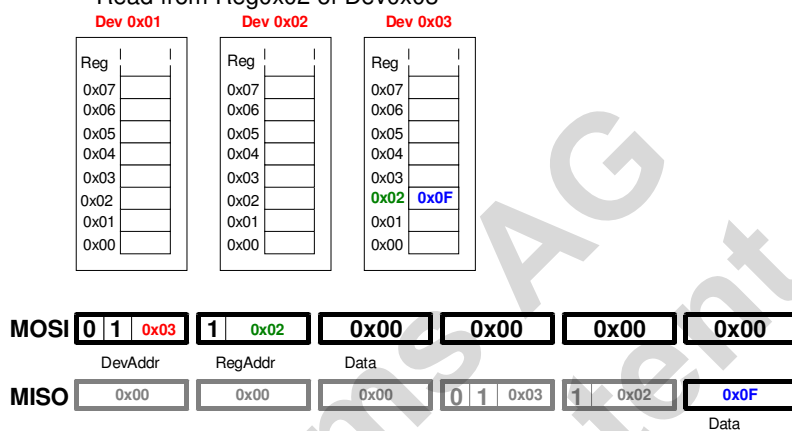 Read from Reg0x02 of Dev0x03
Dev 0x01 Dev 0x02 Dev 0x03
Reg Reg Reg
0x07 0x07 0x07
0x06 0x06 0x06
0x05 0x05 0x05
0x04 0x04 0x04
0x03 0x03 0x03
0x02 0x02 0x02 0x0F
0x01 0x01 0x01
0x00 0x00 0x00
MOSI 0 1 0x03 1 0x02 0x00 0x00 0x00 0x00
DevAddr RegAddr Data
MISO 0x00 0x00 0x00 0 1 0x03 1 0x02 0x0F
Data